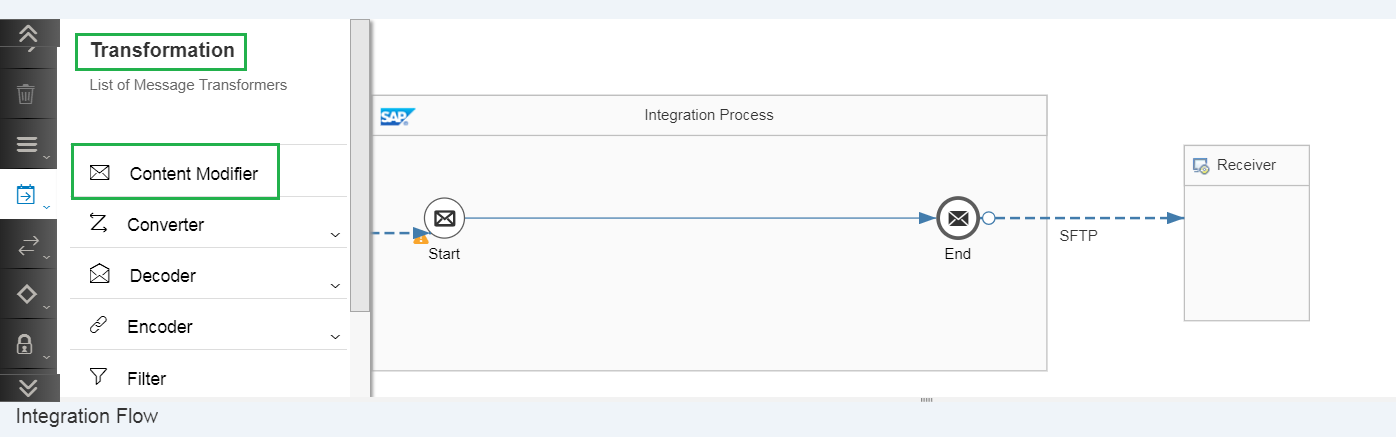 Transformation
List of Message Transformers
Content Modifier
Converter
Decoder
Encoder
Filter
SAP
Integration Process
Start
End
SFTP
Receiver
Integration Flow